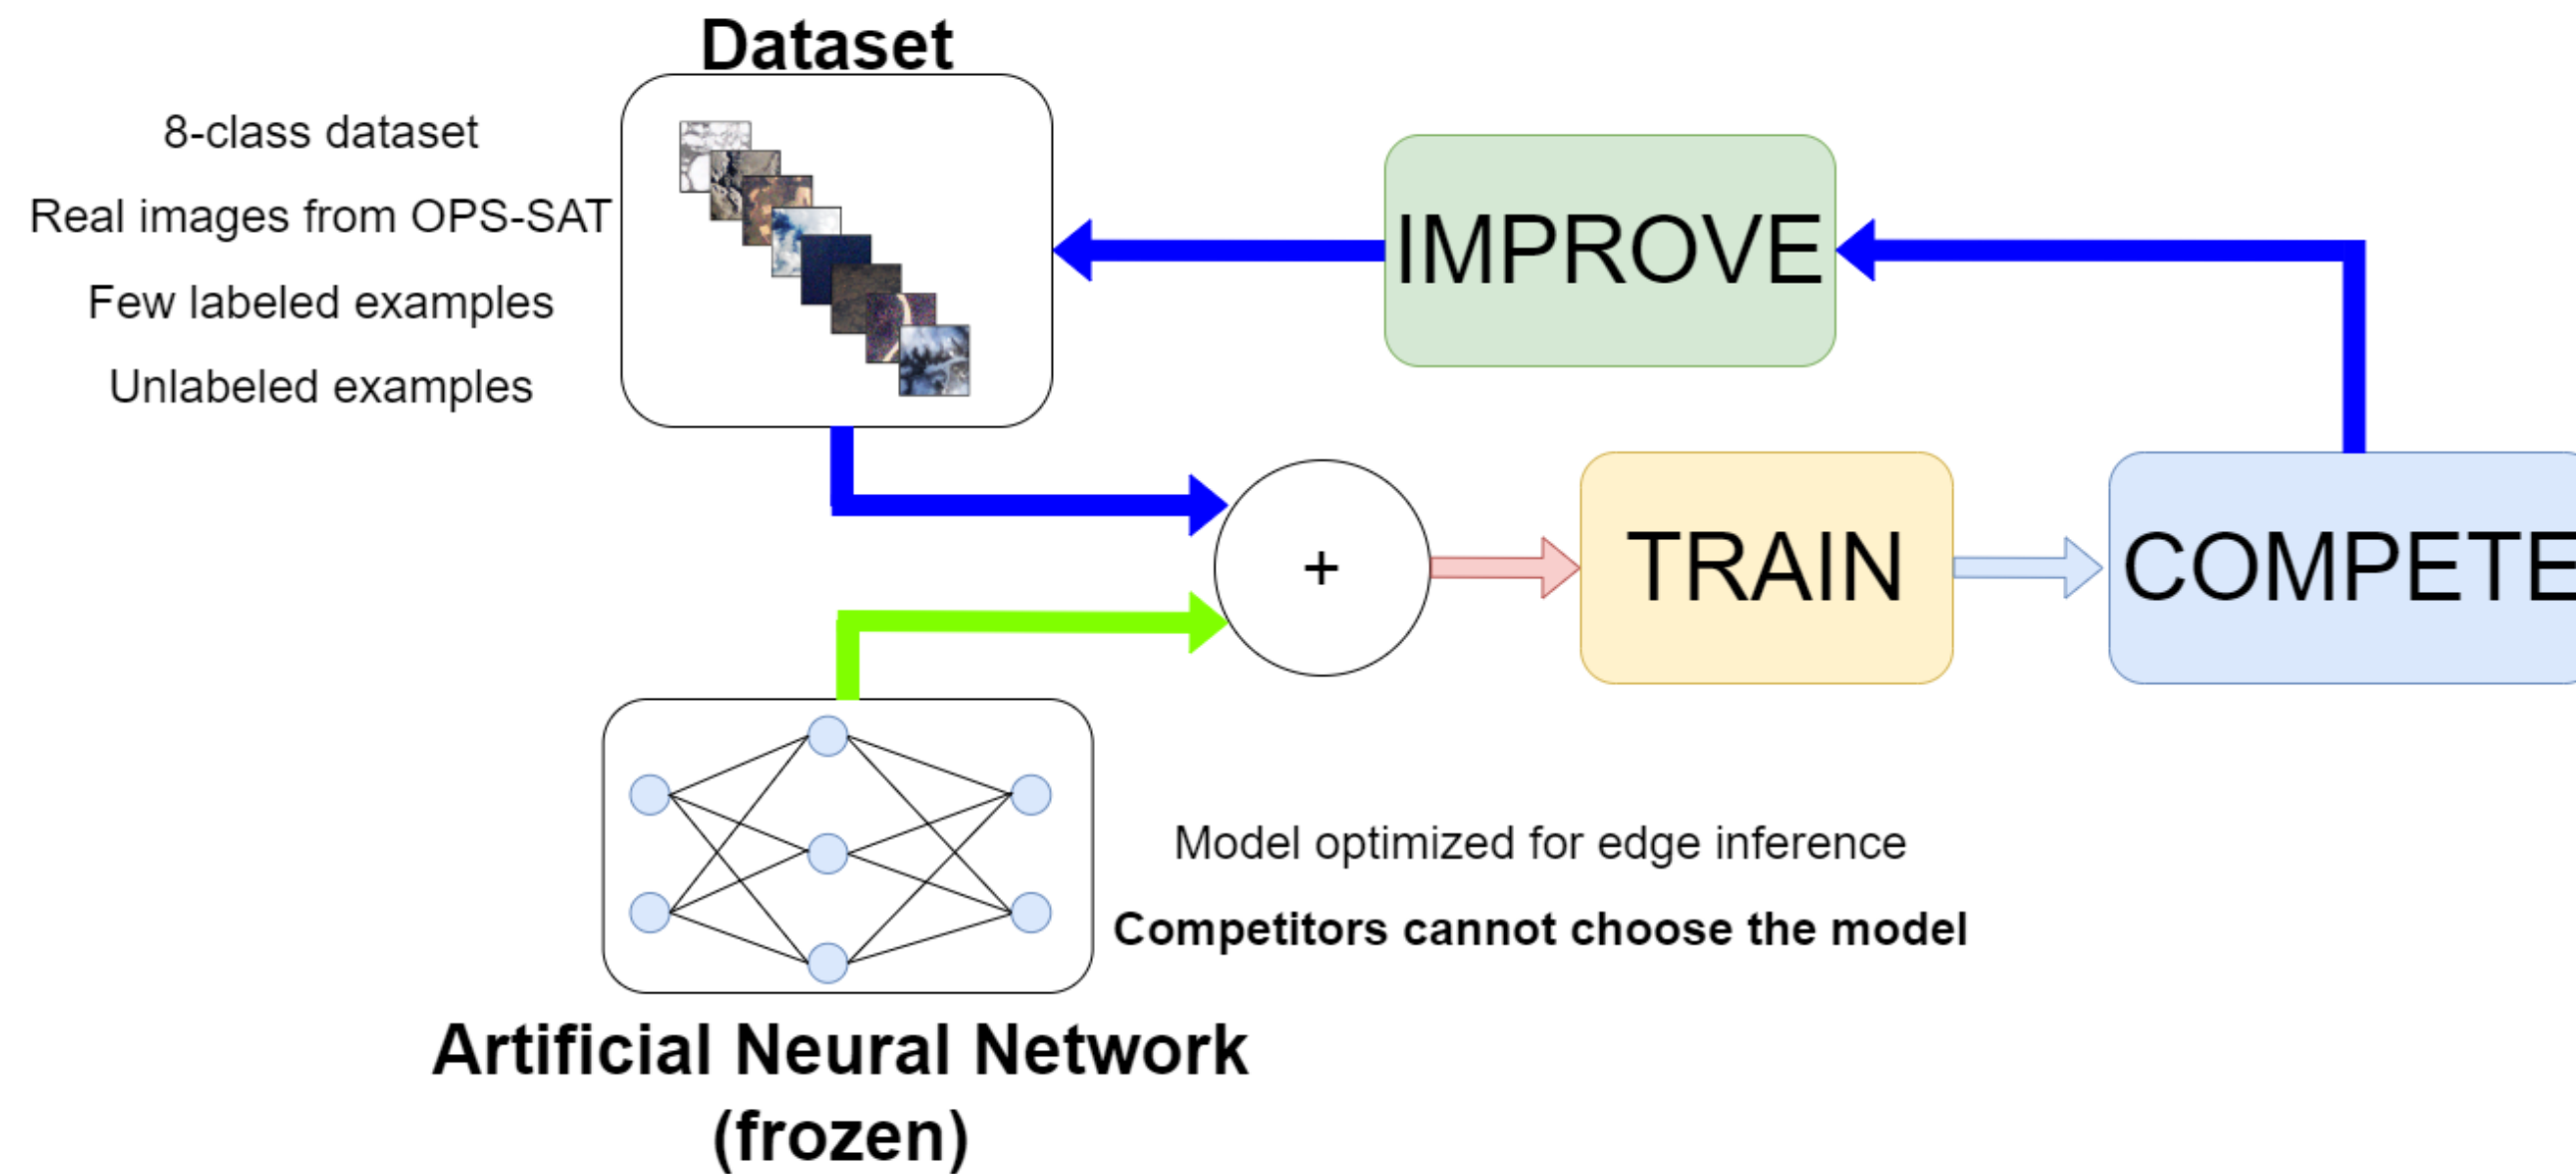 Dataset
8-class dataset
Real images from OPS-SAT
Few labeled examples
Unlabeled examples
IMPROVE
+
TRAIN
COMPETE
Model optimized for edge inference
Competitors cannot choose the model
Artificial Neural Network
(frozen)